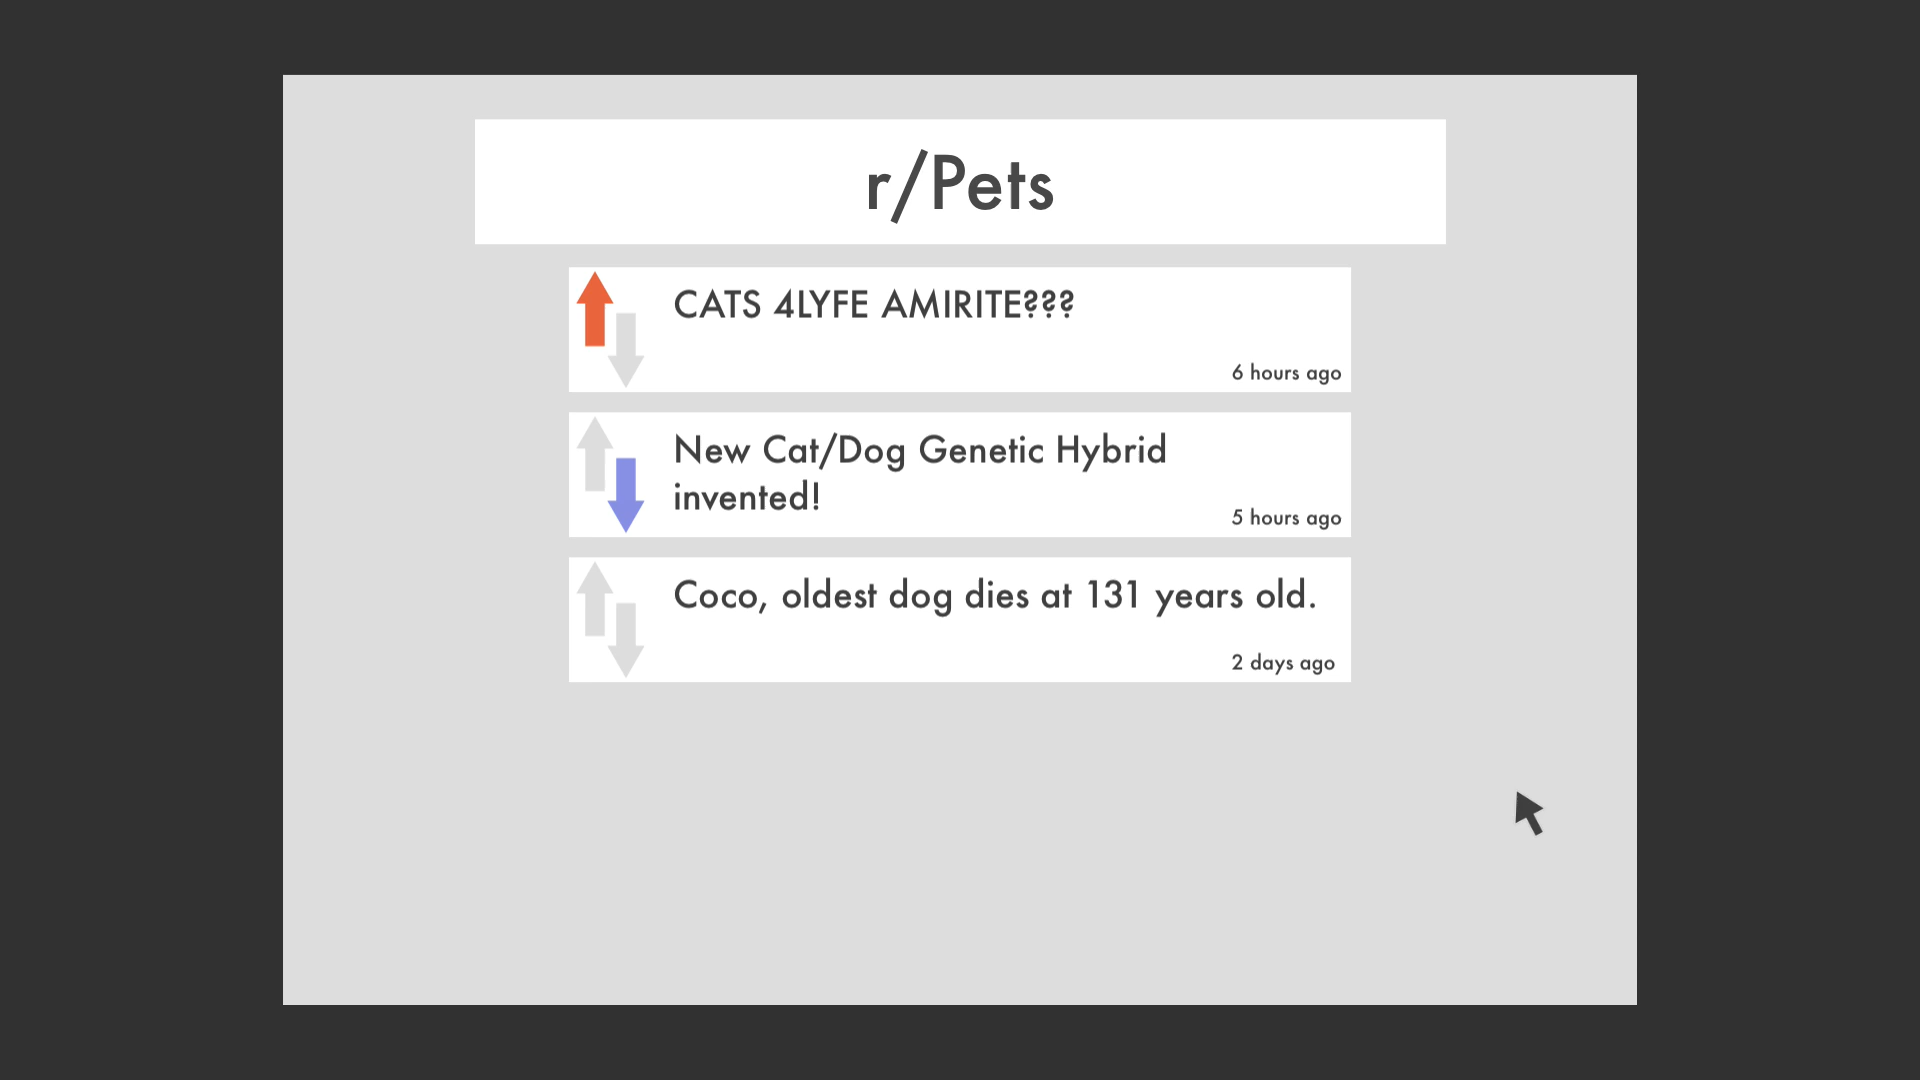 r/Pets
CATS 4LYFE AMIRITE???
6 hours ago
New Cat/Dog Genetic Hybrid
invented!
5 hours ago
Coco, oldest dog dies at 131 years old.
2 days ago